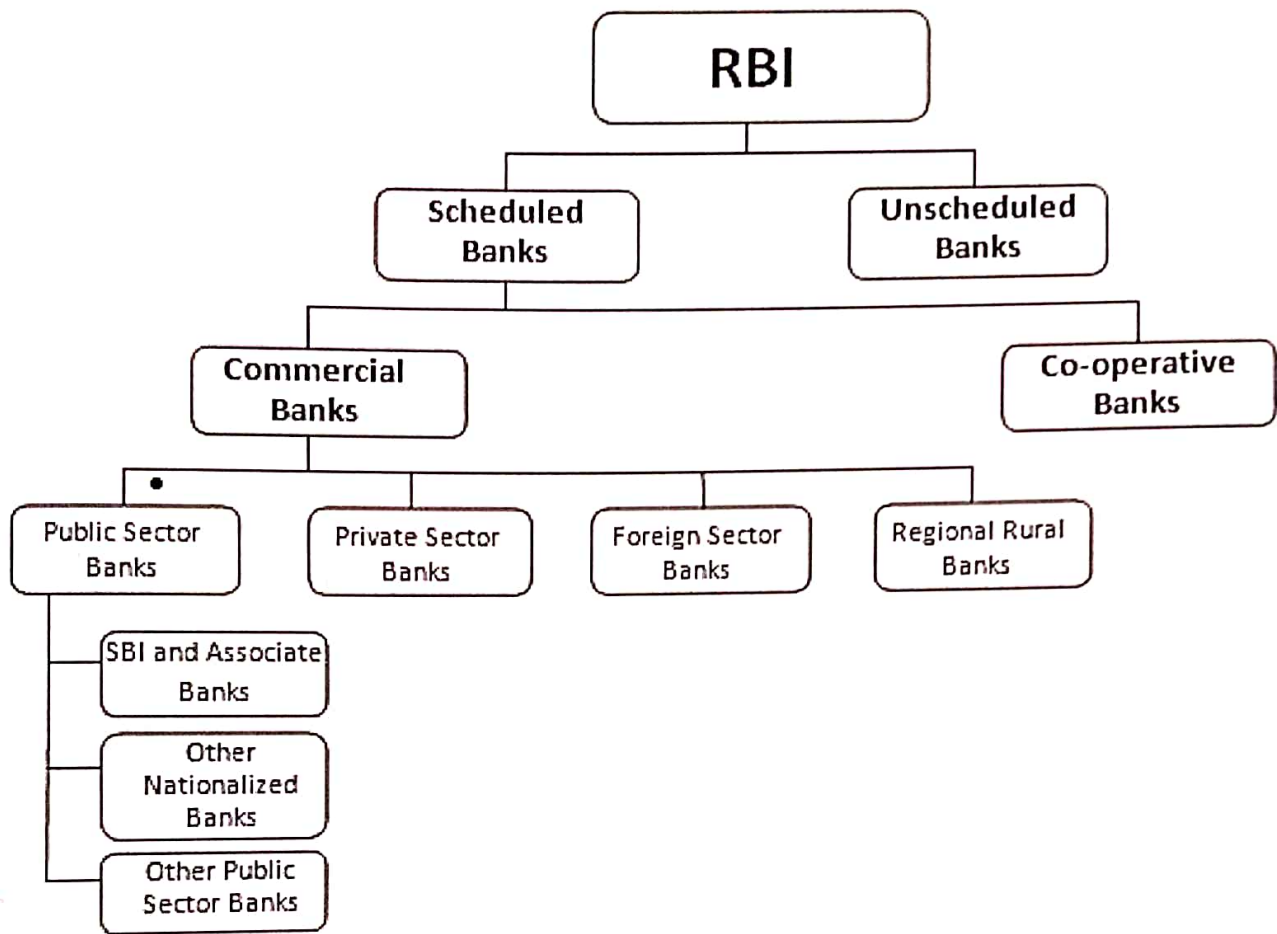 RBI
Scheduled
Banks
Unscheduled
Banks
Commercial
Banks
Co-operative
Banks
Public Sector
Banks
Private Sector
Banks
Foreign Sector
Banks
Regional Rural
Banks
SBI and Associate
Banks
Other
Nationalized
Banks
Other Public
Sector Banks